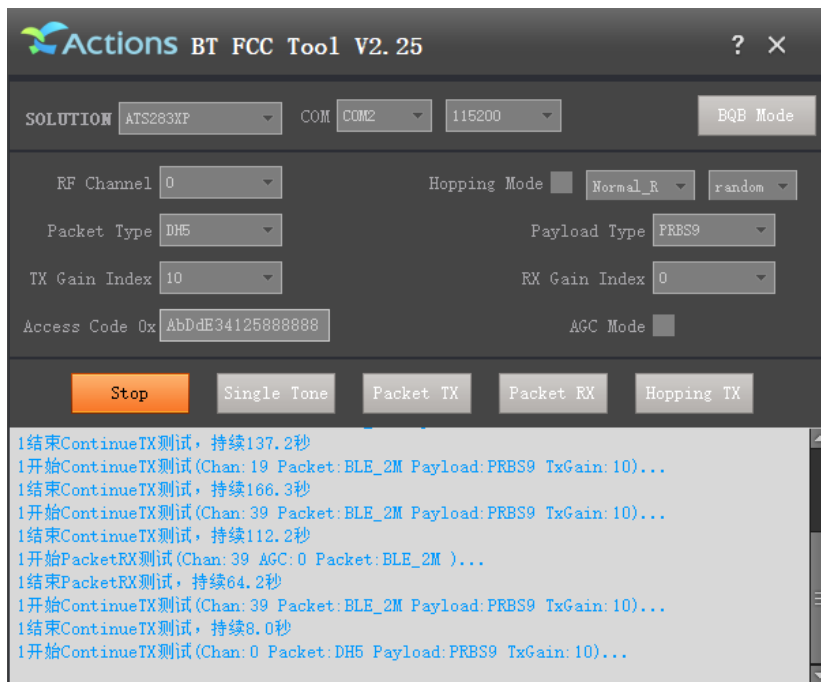 Actions BT FCC Tool V2.25 ? ×
SOLUTION ATS283XP COM COM2 115200 BQB Mode
RF Channel 0 Hopping Mode Normal_R random
Packet Type DH5 Payload Type PRBS9
TX Gain Index 10 RX Gain Index 0
Access Code 0x AbDdE34125888888 AGC Mode
Stop Single Tone Packet TX Packet RX Hopping TX
1结束ContinueTX测试，持续137.2秒
1开始ContinueTX测试(Chan:19 Packet:BLE_2M Payload:PRBS9 TxGain:10)...
1结束ContinueTX测试，持续166.3秒
1开始ContinueTX测试(Chan:39 Packet:BLE_2M Payload:PRBS9 TxGain:10)...
1结束ContinueTX测试，持续112.2秒
1开始PacketRX测试(Chan:39 AGC:0 Packet:BLE_2M )...
1结束PacketRX测试，持续64.2秒
1开始ContinueTX测试(Chan:39 Packet:BLE_2M Payload:PRBS9 TxGain:10)...
1结束ContinueTX测试，持续8.0秒
1开始ContinueTX测试(Chan:0 Packet:DH5 Payload:PRBS9 TxGain:10)...